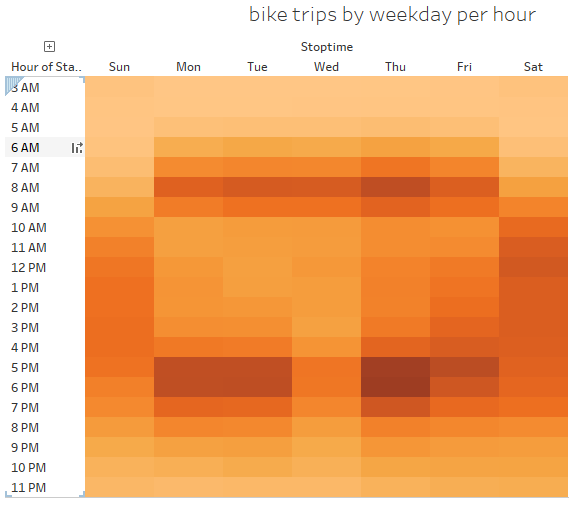 bike trips by weekday per hour
Stoptime
Hour of Sta.. Sun Mon Tue Wed Thu Fri Sat
3 AM
4 AM
5 AM
6 AM
7 AM
8 AM
9 AM
10 AM
11 AM
12 PM
1 PM
2 PM
3 PM
4 PM
5 PM
6 PM
7 PM
8 PM
9 PM
10 PM
11 PM